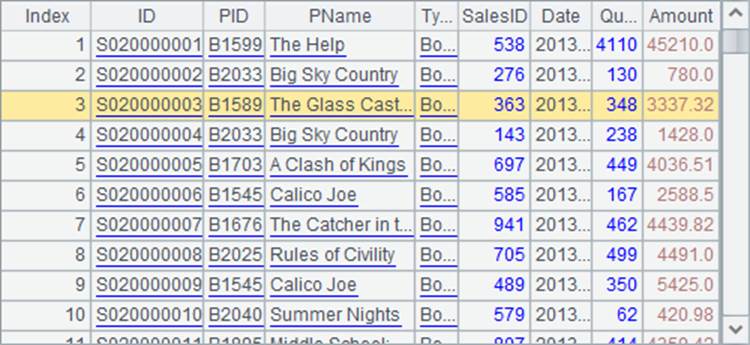 Index ID PID PName Ty... SalesID Date Qu... Amount
1 S020000001 B1599 The Help Bo... 538 2013... 4110 45210.0
2 S020000002 B2033 Big Sky Country Bo... 276 2013... 130 780.0
3 S020000003 B1589 The Glass Cast... Bo... 363 2013... 348 3337.32
4 S020000004 B2033 Big Sky Country Bo... 143 2013... 238 1428.0
5 S020000005 B1703 A Clash of Kings Bo... 697 2013... 449 4036.51
6 S020000006 B1545 Calico Joe Bo... 585 2013... 167 2588.5
7 S020000007 B1676 The Catcher in t... Bo... 941 2013... 462 4439.82
8 S020000008 B2025 Rules of Civility Bo... 705 2013... 499 4491.0
9 S020000009 B1545 Calico Joe Bo... 489 2013... 350 5425.0
10 S020000010 B2040 Summer Nights Bo... 579 2013... 62 420.98
11 S020000011 Middle School: Bo... 2013...